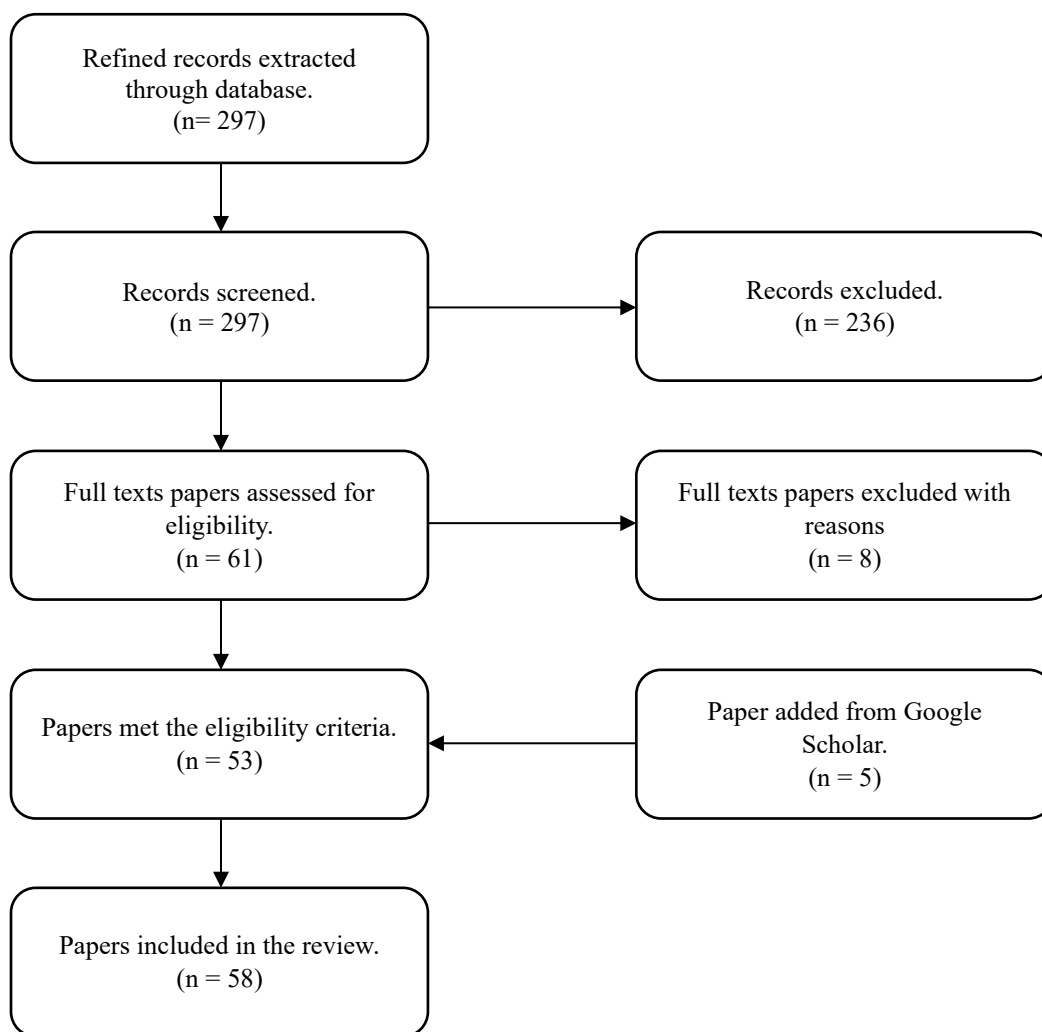 Refined records extracted
through database.
(n= 297)
Records screened.
(n = 297)
Records excluded.
(n = 236)
Full texts papers assessed for
eligibility.
(n = 61)
Full texts papers excluded with
reasons
(n = 8)
Papers met the eligibility criteria.
(n = 53)
Paper added from Google
Scholar.
(n = 5)
Papers included in the review.
(n = 58)